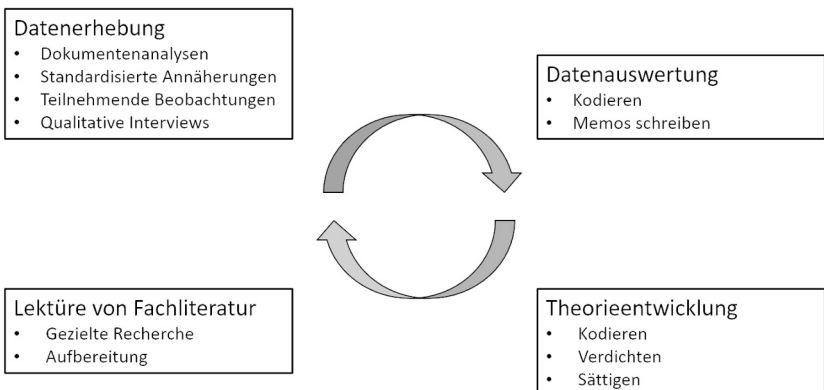 Datenerhebung
• Dokumentenanalysen
• Standardisierte Annäherungen
• Teilnehmende Beobachtungen
• Qualitative Interviews
Datenauswertung
• Kodieren
• Memos schreiben
Lektüre von Fachliteratur
• Gezielte Recherche
• Aufbereitung
Theorieentwicklung
• Kodieren
• Verdichten
• Sättigen